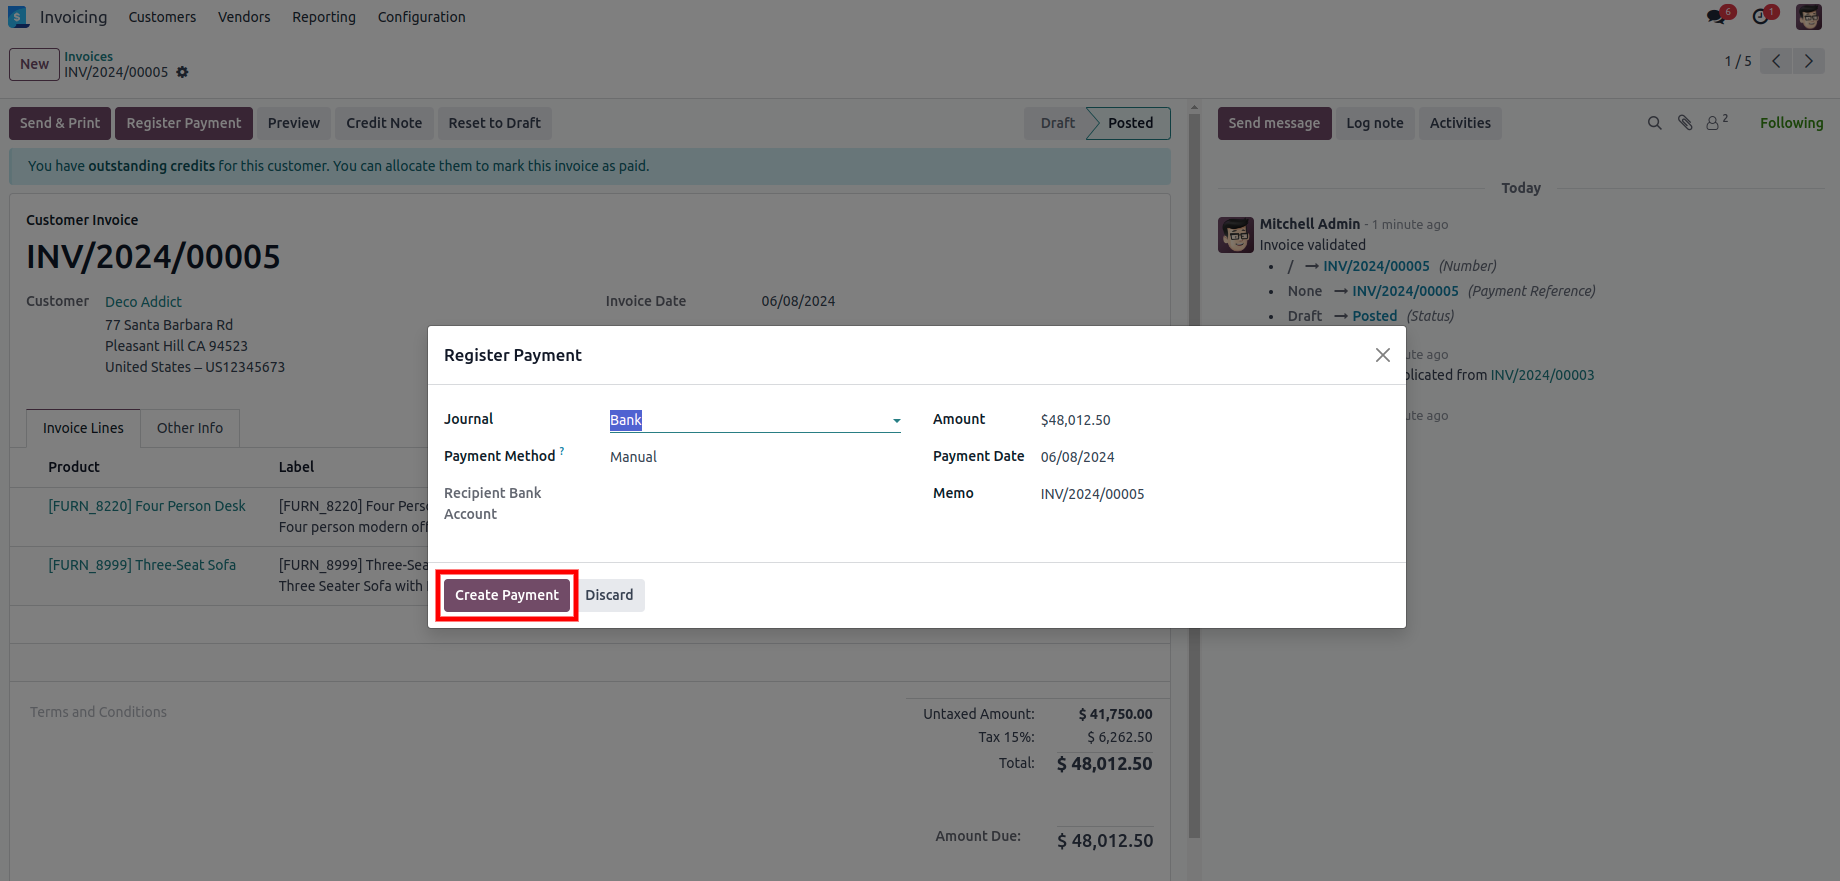 Invoicing Customers Vendors Reporting Configuration 6 1
New Invoices
INV/2024/00005
1 / 5
Send & Print Register Payment Preview Credit Note Reset to Draft Draft Posted
You have outstanding credits for this customer. You can allocate them to mark this invoice as paid.
Customer Invoice
INV/2024/00005
Customer Deco Addict Invoice Date 06/08/2024
77 Santa Barbara Rd
Pleasant Hill CA 94523
United States – US12345673
Invoice Lines Other Info
Product Label
[FURN_8220] Four Person Desk [FURN_8220] Four
Four person modern
[FURN_8999] Three-Seat Sofa [FURN_8999]
Three Seater Sofa with
Terms and Conditions
Untaxed Amount: $ 41,750.00
Tax 15%: $ 6,262.50
Total: $ 48,012.50
Amount Due: $ 48,012.50
Register Payment
Journal Bank Amount $48,012.50
Payment Method ? Manual Payment Date 06/08/2024
Recipient Bank Memo INV/2024/00005
Account
Create Payment Discard
Send message Log note Activities 2 Following
Today
Mitchell Admin - 1 minute ago
Invoice validated
• / → INV/2024/00005 (Number)
• None → INV/2024/00005 (Payment Reference)
• Draft → Posted (Status)
ago
from INV/2024/00003
ago